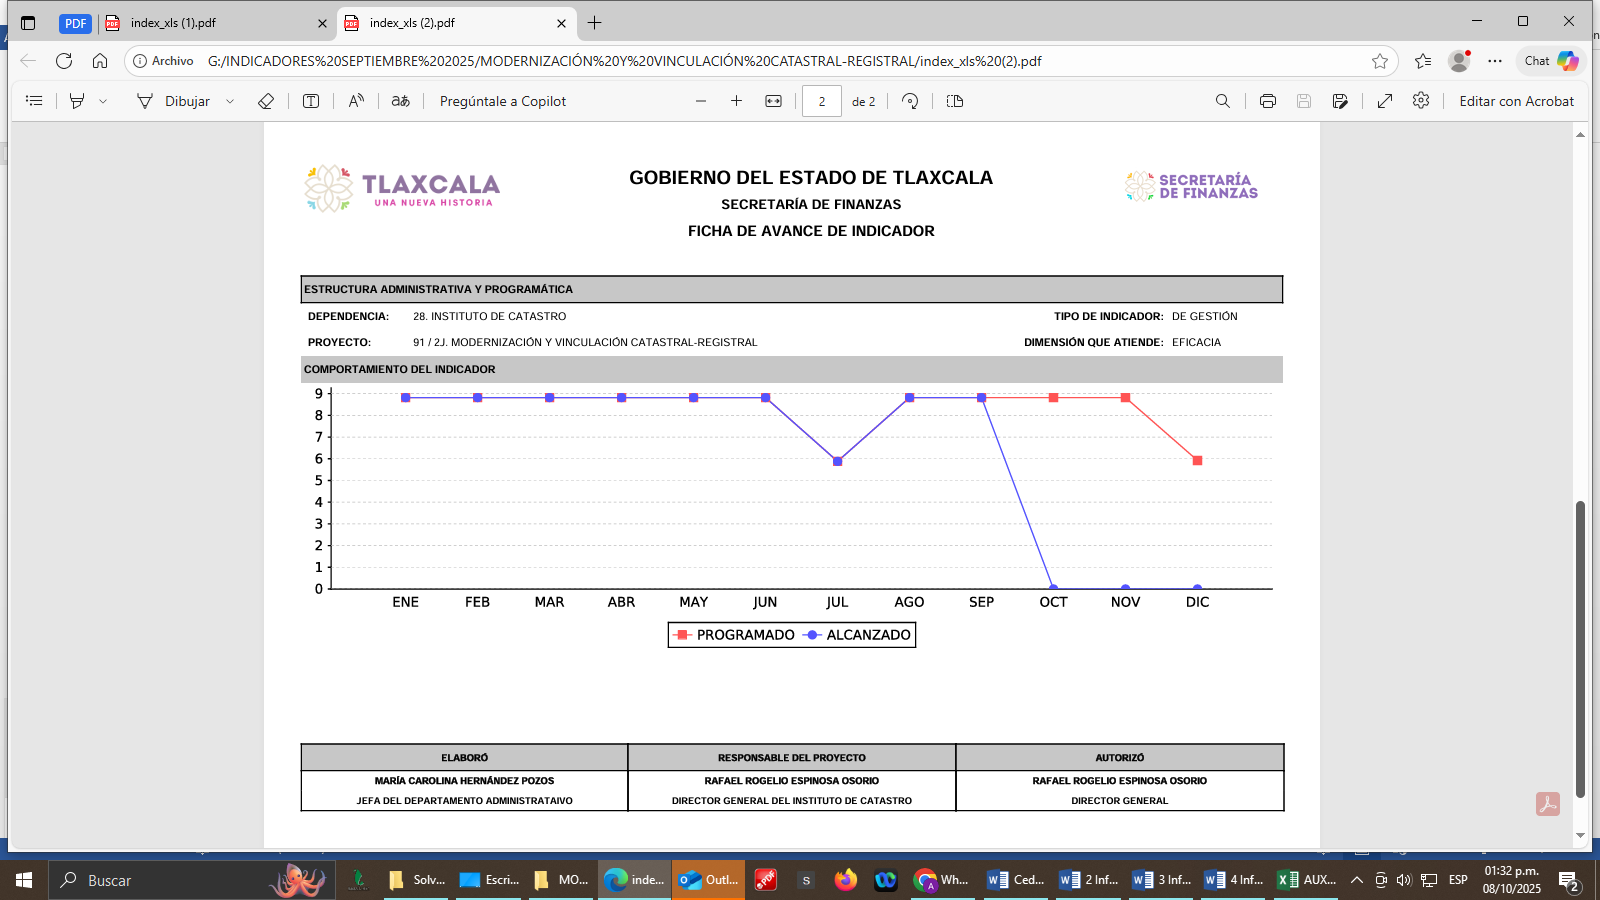 PDF
index_xls (1).pdf
index_xls (2).pdf
Archivo
G:/INDICADORES%20SEPTIEMBRE%202025/MODERNIZACIÓN%20Y%20VINCULACIÓN%20CATASTRAL-REGISTRAL/index_xls%20(2).pdf
Chat
Dibujar
Pregúntale a Copilot
2 de 2
Editar con Acrobat
TLAXCALA
UNA NUEVA HISTORIA
GOBIERNO DEL ESTADO DE TLAXCALA
SECRETARÍA DE FINANZAS
FICHA DE AVANCE DE INDICADOR
SECRETARÍA
DE FINANZAS
ESTRUCTURA ADMINISTRATIVA Y PROGRAMÁTICA
DEPENDENCIA: 28. INSTITUTO DE CATASTRO TIPO DE INDICADOR: DE GESTIÓN
PROYECTO: 91 / 2J. MODERNIZACIÓN Y VINCULACIÓN CATASTRAL-REGISTRAL DIMENSIÓN QUE ATIENDE: EFICACIA
COMPORTAMIENTO DEL INDICADOR
9
8
7
6
5
4
3
2
1
0
ENE FEB MAR ABR MAY JUN JUL AGO SEP OCT NOV DIC
PROGRAMADO ALCANZADO
ELABORÓ RESPONSABLE DEL PROYECTO AUTORIZÓ
MARÍA CAROLINA HERNÁNDEZ POZOS RAFAEL ROGELIO ESPINOSA OSORIO RAFAEL ROGELIO ESPINOSA OSORIO
JEFA DEL DEPARTAMENTO ADMINISTRATAIVO DIRECTOR GENERAL DEL INSTITUTO DE CATASTRO DIRECTOR GENERAL
Buscar
Solv... Escri... MO... inde... Outl... Wh... Ced... 2 Inf... 3 Inf... 4 Inf... AUX... ESP
01:32 p.m.
08/10/2025
2